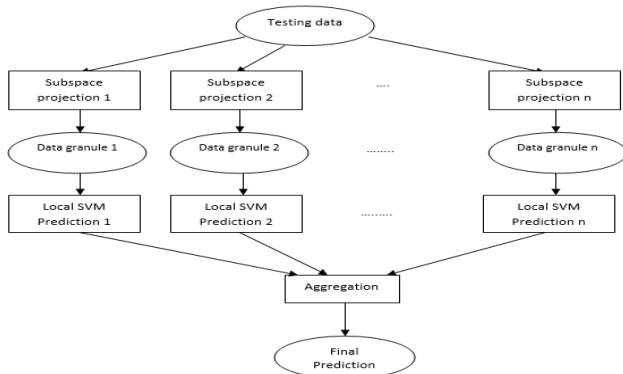 Testing data
Subspace
projection 1
Subspace
projection 2
....
Subspace
projection n
Data granule 1
Data granule 2
........
Data granule n
Local SVM
Prediction 1
Local SVM
Prediction 2
.........
Local SVM
Prediction n
Aggregation
Final
Prediction